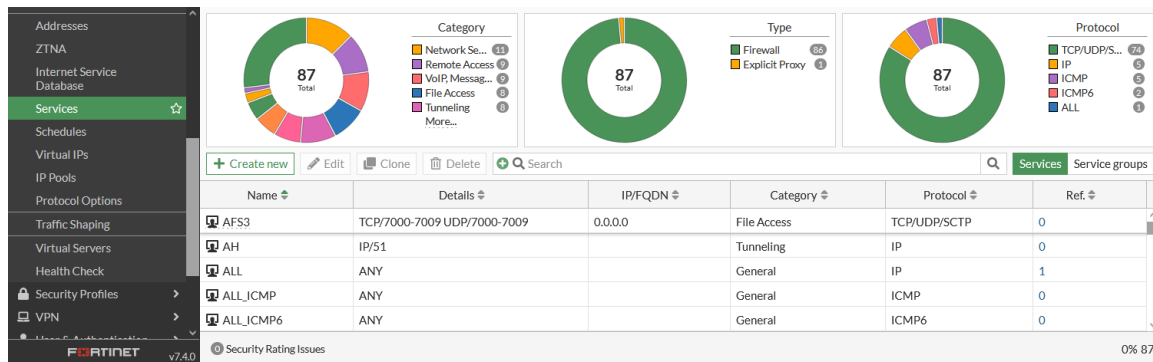 Addresses
ZTNA
Internet Service
Database
Services
Schedules
Virtual IPs
IP Pools
Protocol Options
Traffic Shaping
Virtual Servers
Health Check
Security Profiles
VPN
User & Authentication
FORTINET
v7.4.0
87
Total
Category
Network Se... 11
Remote Access 9
VoIP, Messag... 9
File Access 8
Tunneling 8
More...
87
Total
Type
Firewall 86
Explicit Proxy 1
87
Total
Protocol
TCP/UDP/S... 74
IP 5
ICMP 5
ICMP6 2
ALL 1
Create new Edit Clone Delete Search Services Service groups
Name Details IP/FQDN Category Protocol Ref.
AFS3 TCP/7000-7009 UDP/7000-7009 0.0.0.0 File Access TCP/UDP/SCTP 0
AH IP/51 Tunneling IP 0
ALL ANY General IP 1
ALL_ICMP ANY General ICMP 0
ALL_ICMP6 ANY General ICMP6 0
0 Security Rating Issues 0% 87